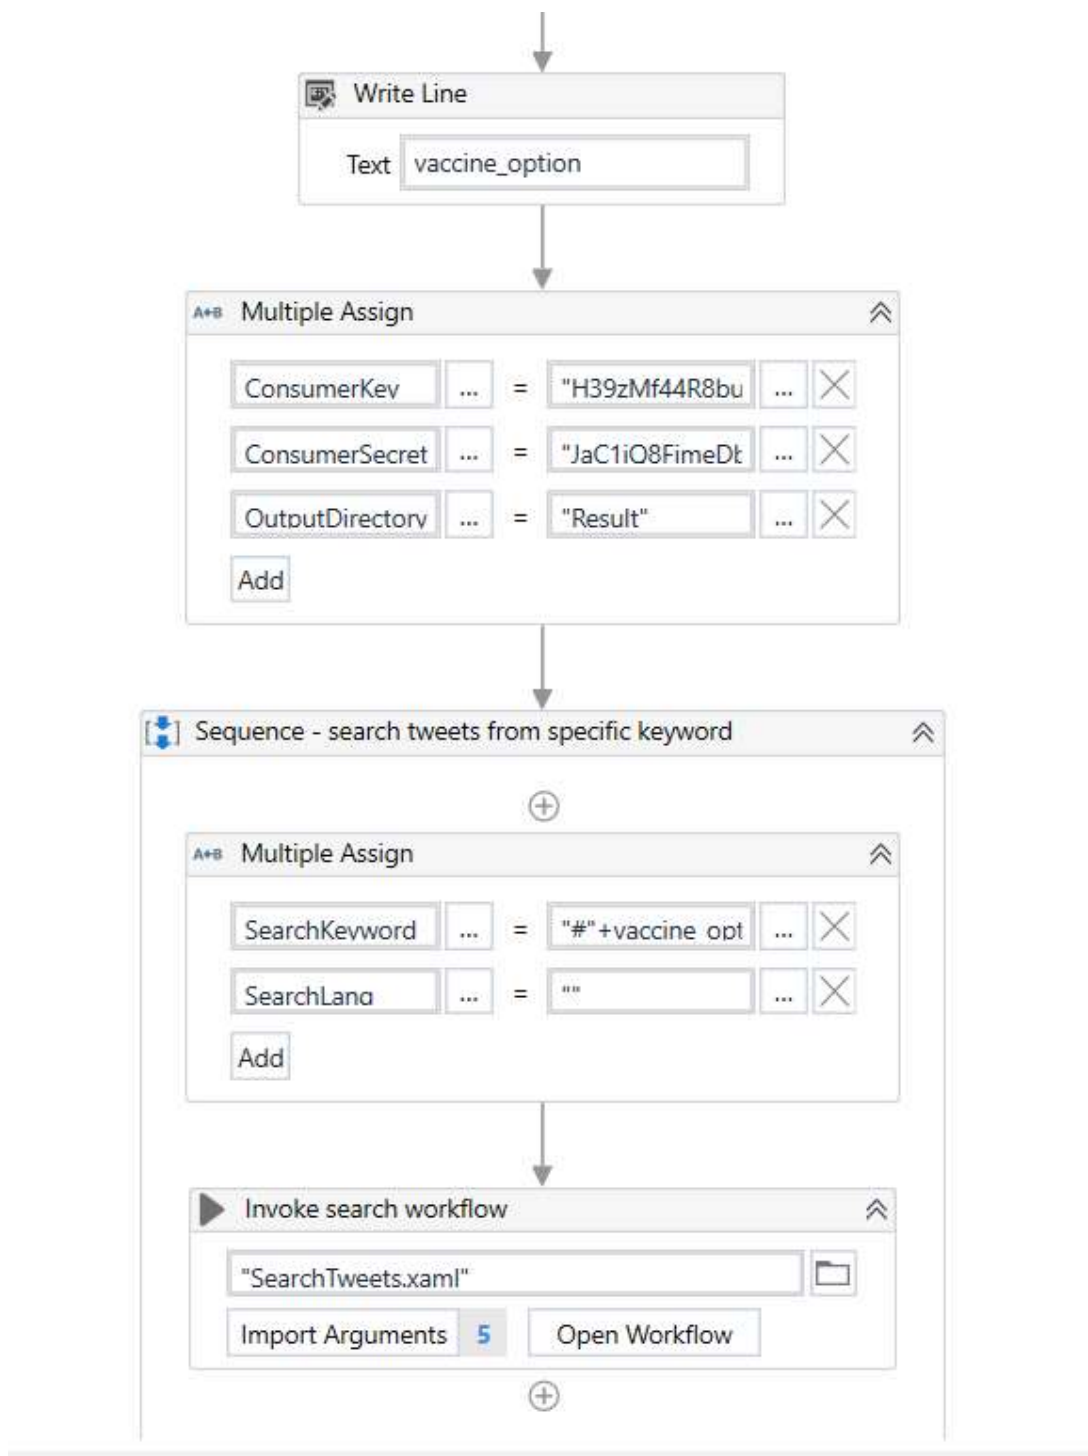 Write Line
Text vaccine_option
A+B Multiple Assign
ConsumerKey ... = "H39zMf44R8bu ...
ConsumerSecret ... = "JaC1iO8FimeDb ...
OutputDirectory ... = "Result" ...
Add
Sequence - search tweets from specific keyword
A+B Multiple Assign
SearchKeyword ... = "#"+vaccine_opt ...
SearchLang ... = "" ...
Add
Invoke search workflow
"SearchTweets.xaml"
Import Arguments 5 Open Workflow